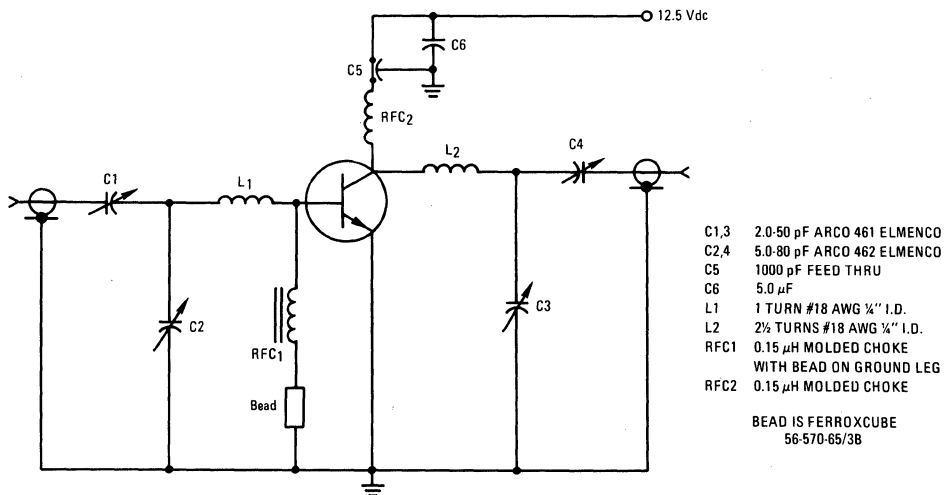 12.5 Vdc
C6
C5
RFC2
C4
L2
C1
L1
C2
C3
RFC1
Bead
C1,3 2.0-50 pF ARCO 461 ELMENCO
C2,4 5.0-80 pF ARCO 462 ELMENCO
C5 1000 pF FEED THRU
C6 5.0 μF
L1 1 TURN #18 AWG ¼" I.D.
L2 2½ TURNS #18 AWG ¼" I.D.
RFC1 0.15 μH MOLDED CHOKE
WITH BEAD ON GROUND LEG
RFC2 0.15 μH MOLDED CHOKE
BEAD IS FERROXCUBE
56-570-65/3B